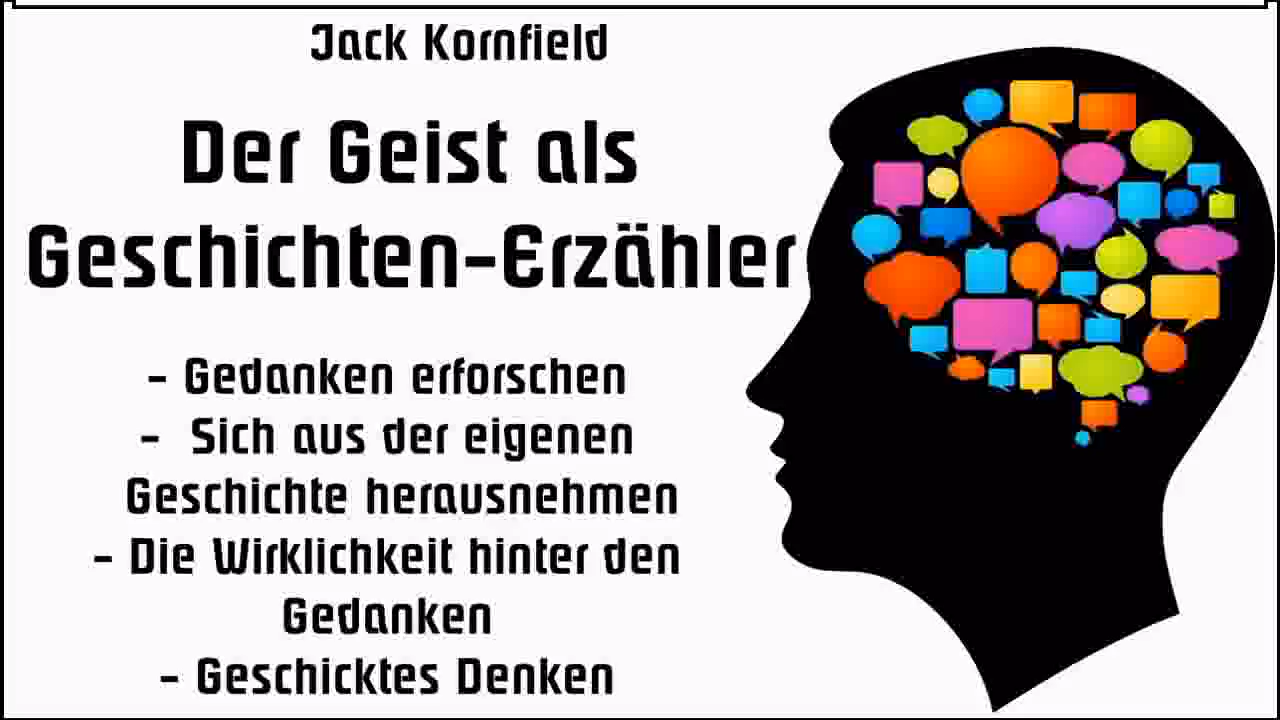 Jack Kornfield
Der Geist als
Geschichten-Erzähler
- Gedanken erforschen
- Sich aus der eigenen
Geschichte herausnehmen
- Die Wirklichkeit hinter den
Gedanken
- Geschicktes Denken